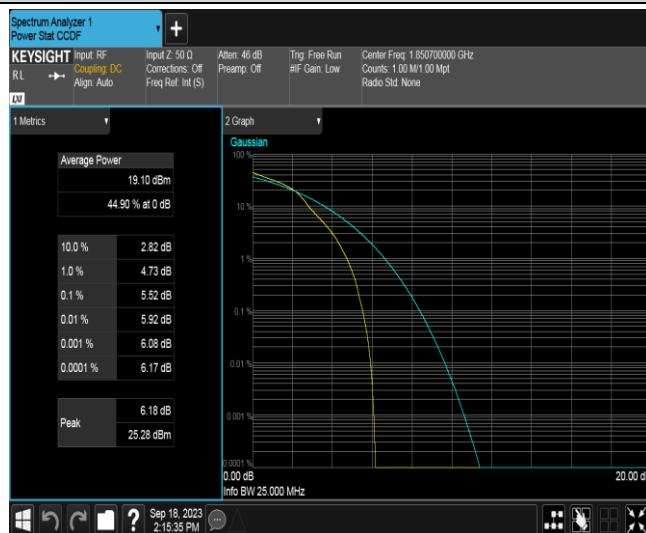 Spectrum Analyzer 1
Power Stat CCDF
+
KEYSIGHT
RL
LXI
Input: RF
Coupling: DC
Align: Auto
Input Z: 50 Ω
Corrections: Off
Freq Ref: Int (S)
Atten: 46 dB
Preamp: Off
Trig: Free Run
#IF Gain: Low
Center Freq: 1.850700000 GHz
Counts: 1.00 M/1.00 Mpt
Radio Std: None
1 Metrics
Average Power
19.10 dBm
44.90 % at 0 dB
10.0 % 2.82 dB
1.0 % 4.73 dB
0.1 % 5.52 dB
0.01 % 5.92 dB
0.001 % 6.08 dB
0.0001 % 6.17 dB
Peak
6.18 dB
25.28 dBm
2 Graph
Gaussian
100 %
10 %
1 %
0.1 %
0.01 %
0.001 %
0.0001 %
0.00 dB
20.00 d
Info BW 25.000 MHz
?
Sep 18, 2023
2:15:35 PM